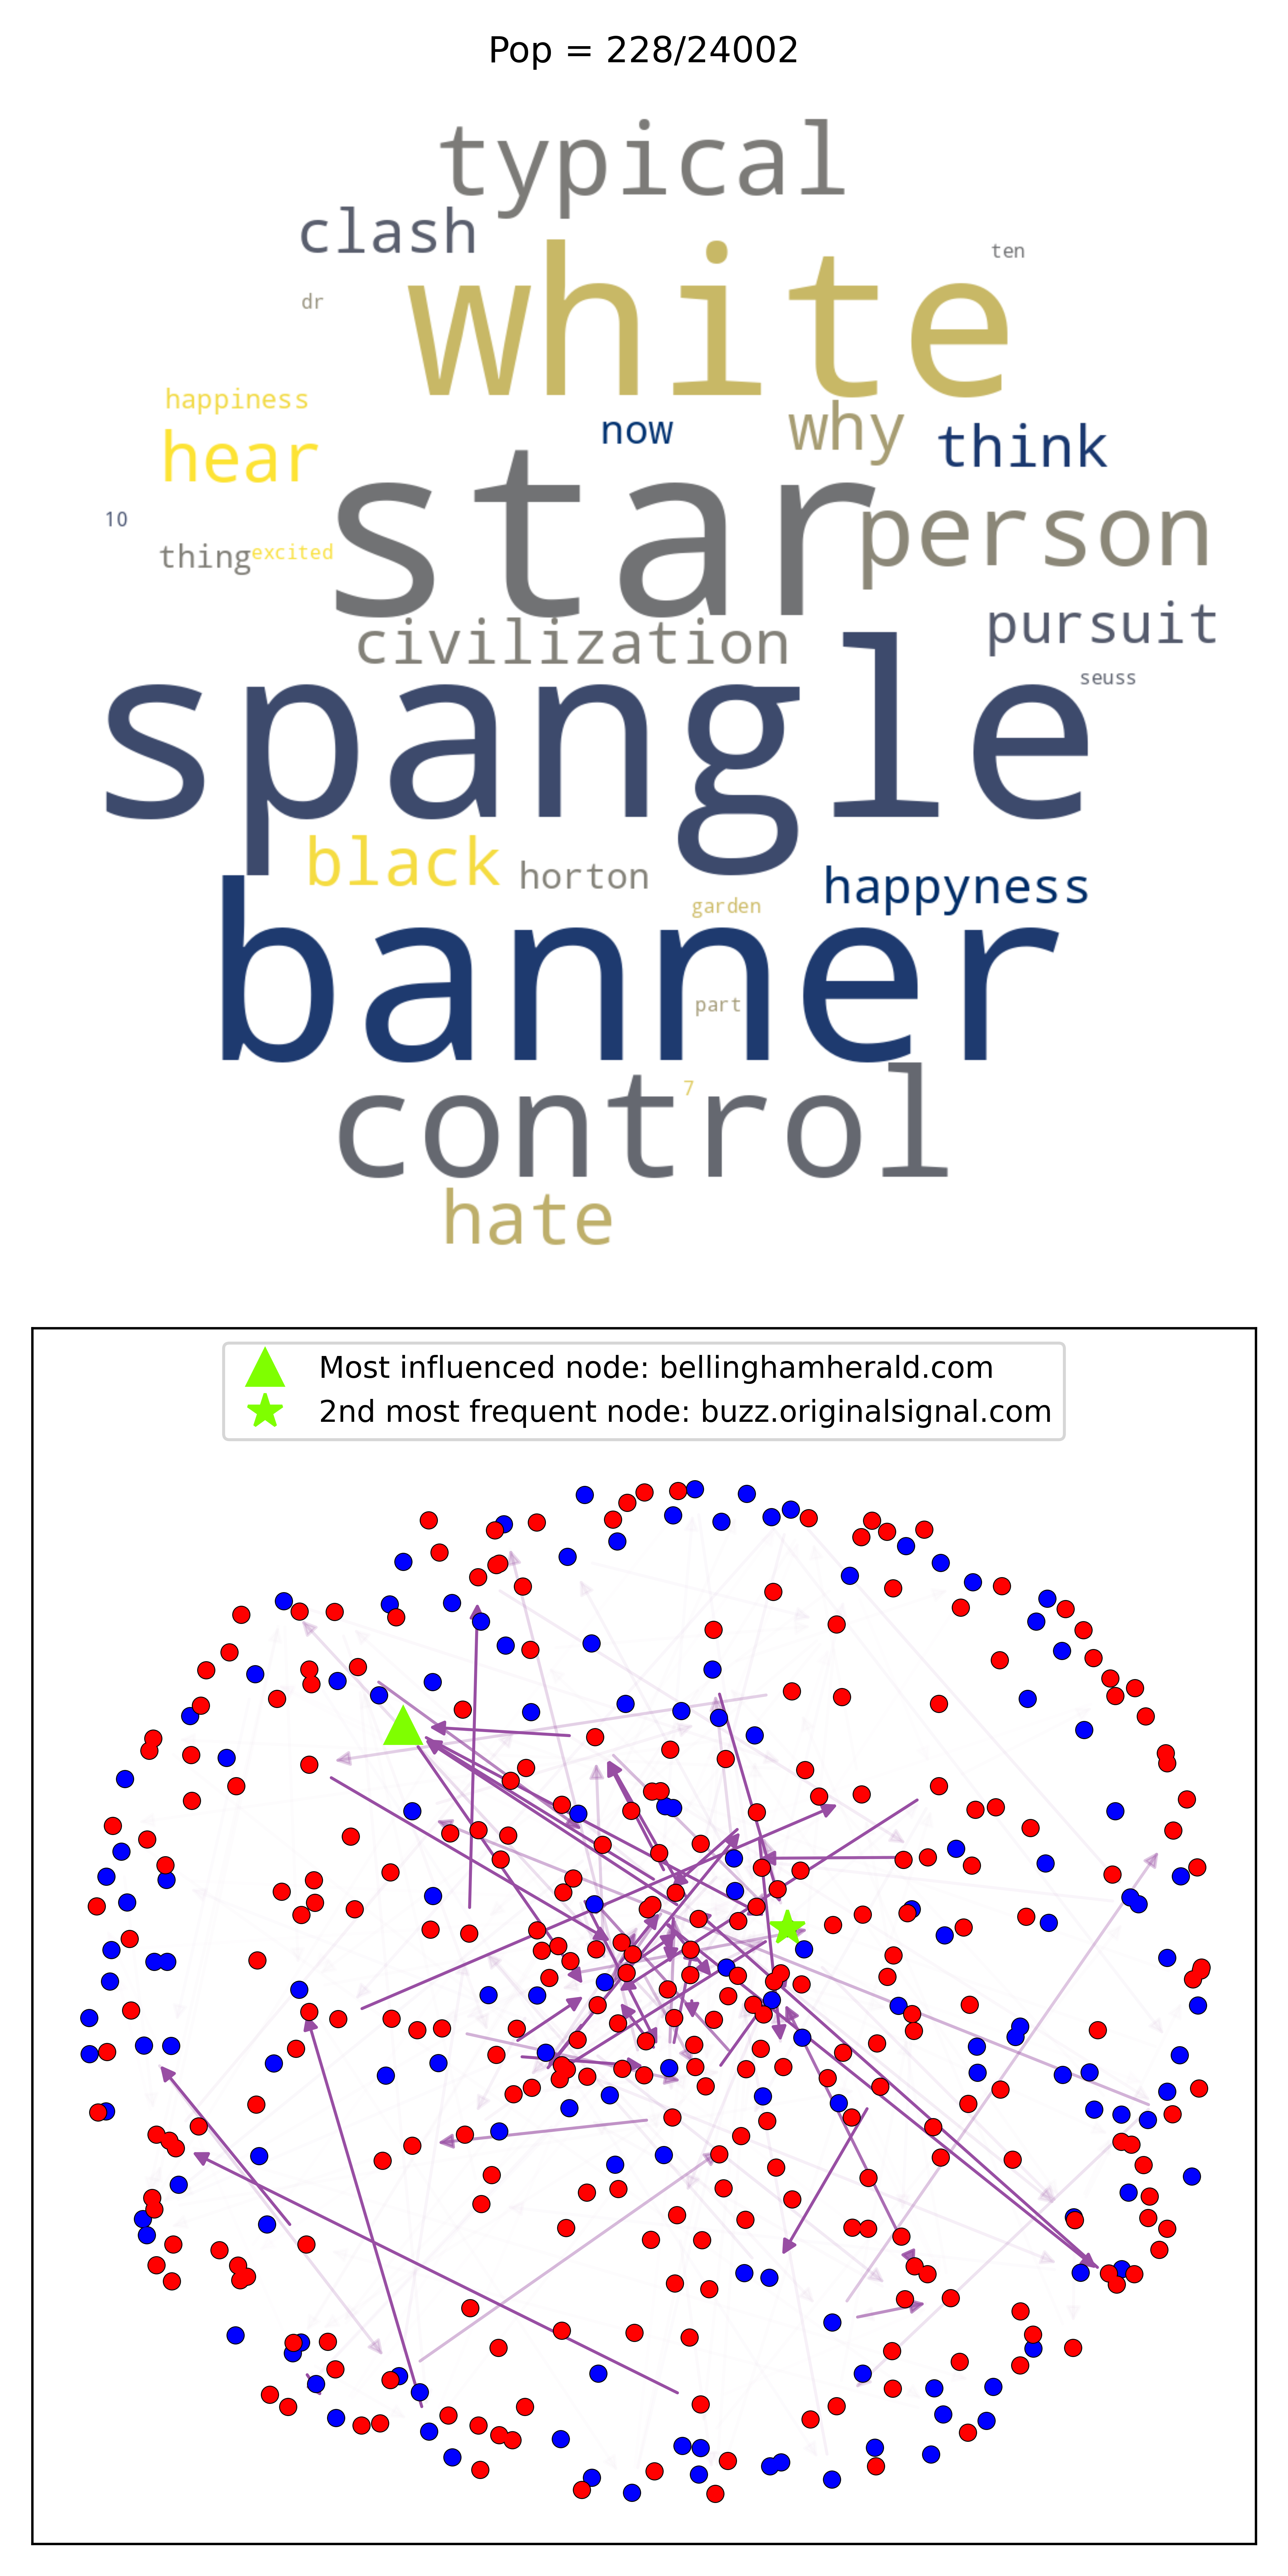 Pop = 228/24002
typical
clash
ten
white
dr
happiness
now
why
think
hear
star
10
person
thing
excited
civilization
pursuit
spangle
seuss
black
horton
happyness
garden
banner
part
7
control
hate
Most influenced node: bellinghamherald.com
2nd most frequent node: buzz.originalsignal.com